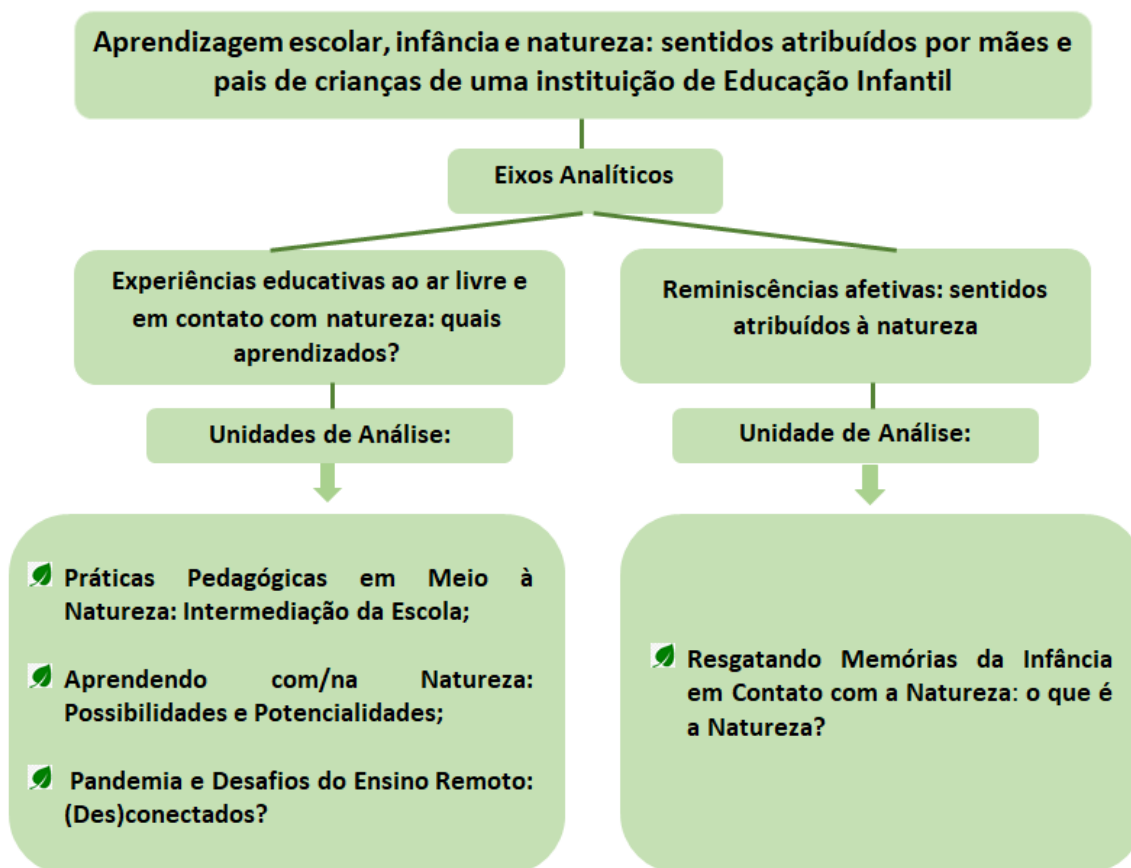 Aprendizagem escolar, infância e natureza: sentidos atribuídos por mães e
pais de crianças de uma instituição de Educação Infantil
Eixos Analíticos
Experiências educativas ao ar livre e
em contato com natureza: quais
aprendizados?
Unidades de Análise:
Práticas Pedagógicas em Meio à
Natureza: Intermediação da Escola;
Aprendendo com/na Natureza:
Possibilidades e Potencialidades;
Pandemia e Desafios do Ensino Remoto:
(Des)conectados?
Reminiscências afetivas: sentidos
atribuídos à natureza
Unidade de Análise:
Resgatando Memórias da Infância
em Contato com a Natureza: o que é
a Natureza?